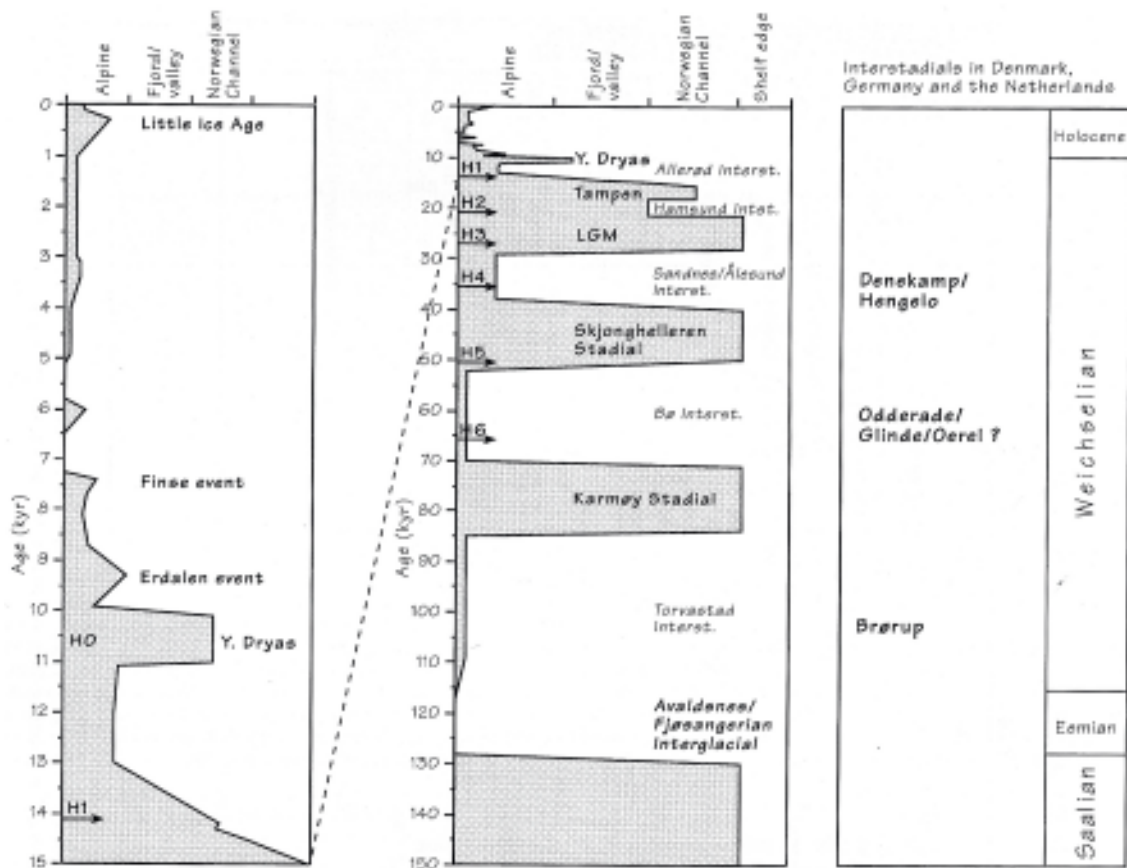 Alpine
Fjord/
valley
Norwegian
Channel
0
1
2
3
4
5
6
7
8
9
10
11
12
13
14
15
Age (kyr)
Little ice Age
Finse event
Erdalen event
H0
Y. Dryas
H1
Alpine
Fjord/
valley
Norwegian
Channel
Shelf edge
0
10
20
30
40
50
60
70
80
90
100
110
120
130
140
150
Age (kyr)
H1
H2
H3
H4
H5
H6
Y. Dryas
Allerød Interst.
Tampen
Hamsund Intst.
LGM
Sandnes/Ålesund
Interst.
Skjonghelleren
Stadial
Bø Interst.
Karmøy Stadial
Torvastad
Interst.
Avaldsnes/
Fjøsangerian
Interglacial
Interstadials in Denmark,
Germany and the Netherlands
Denekamp/
Hengelo
Odderade/
Glinde/Oerel ?
Brørup
Holocene
Weichselian
Eemian
Saalian